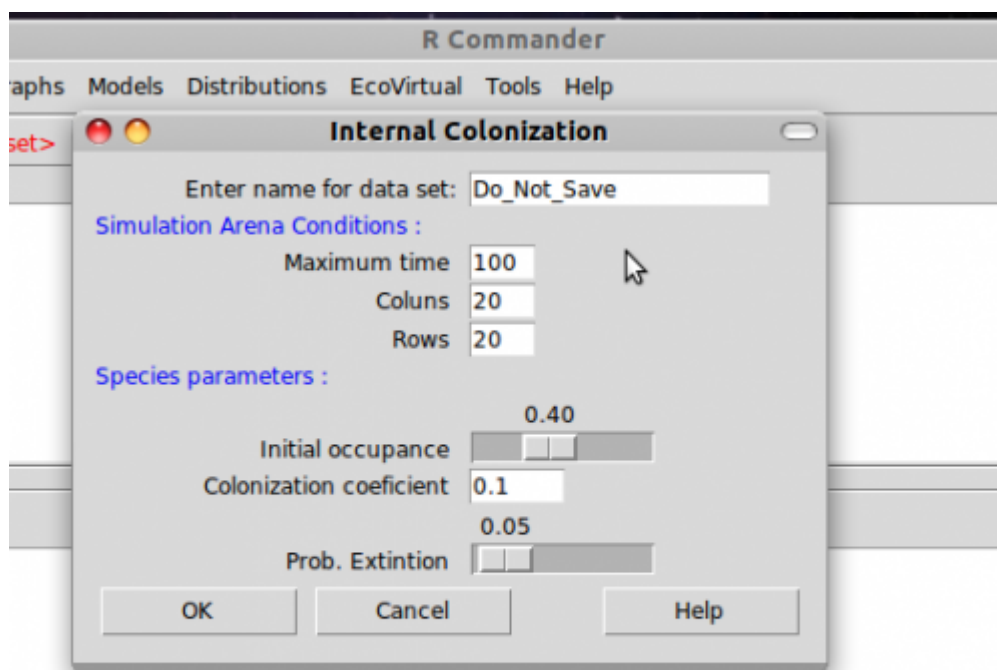 R Commander
aphs Models Distributions EcoVirtual Tools Help
set>
Internal Colonization
Enter name for data set: Do_Not_Save
Simulation Arena Conditions :
Maximum time 100
Coluns 20
Rows 20
Species parameters :
0.40
Initial occupance
Colonization coeficient 0.1
0.05
Prob. Extintion
OK Cancel Help